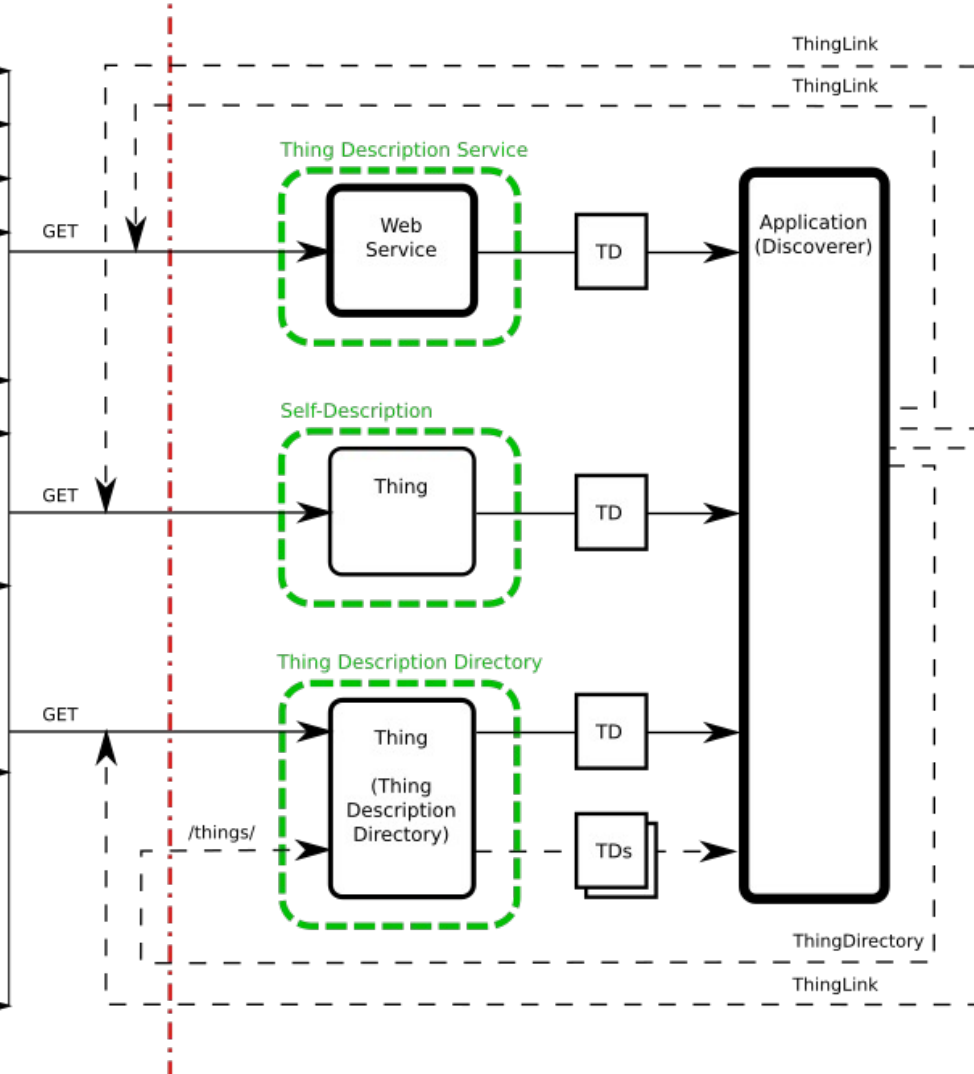 ThingLink
ThingLink
Thing Description Service
GET
Web
Service
TD
Application
(Discoverer)
Self-Description
GET
Thing
TD
Thing Description Directory
GET
Thing
TD
(Thing
Description
Directory)
/things/
TDs
ThingDirectory
ThingLink